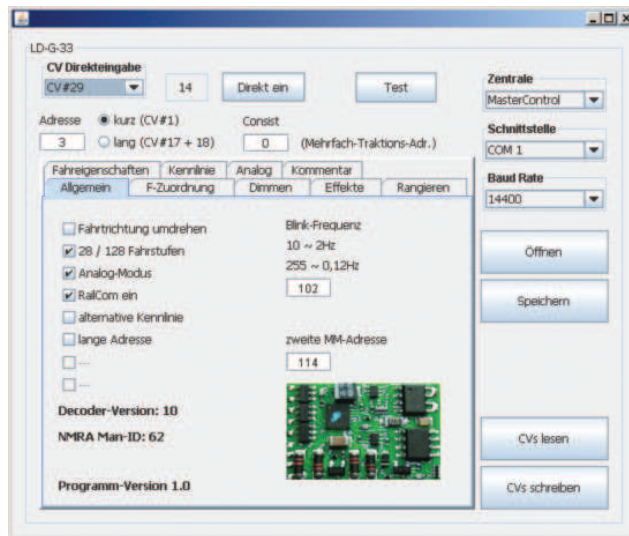 LD-G-33
CV Direkteingabe
CV#29
14
Direkt ein
Test
Adresse
kurz (CV#1)
Consist
3
lang (CV#17 + 18)
0
(Mehrfach-Traktions-Adr.)
Zentrale
MasterControl
Schnittstelle
COM 1
Baud Rate
14400
Fahreigenschaften
Kennlinie
Analog
Kommentar
Allgemein
F-Zuordnung
Dimmen
Effekte
Rangieren
Fahrtrichtung umdrehen
28 / 128 Fahrstufen
Analog-Modus
RailCom ein
alternative Kennlinie
lange Adresse
---
---
Blink-Frequenz
10 ~ 2Hz
255 ~ 0,12Hz
102
zweite MM-Adresse
114
Decoder-Version: 10
NMRA Man-ID: 62
Programm-Version 1.0
Öffnen
Speichern
CVs lesen
CVs schreiben